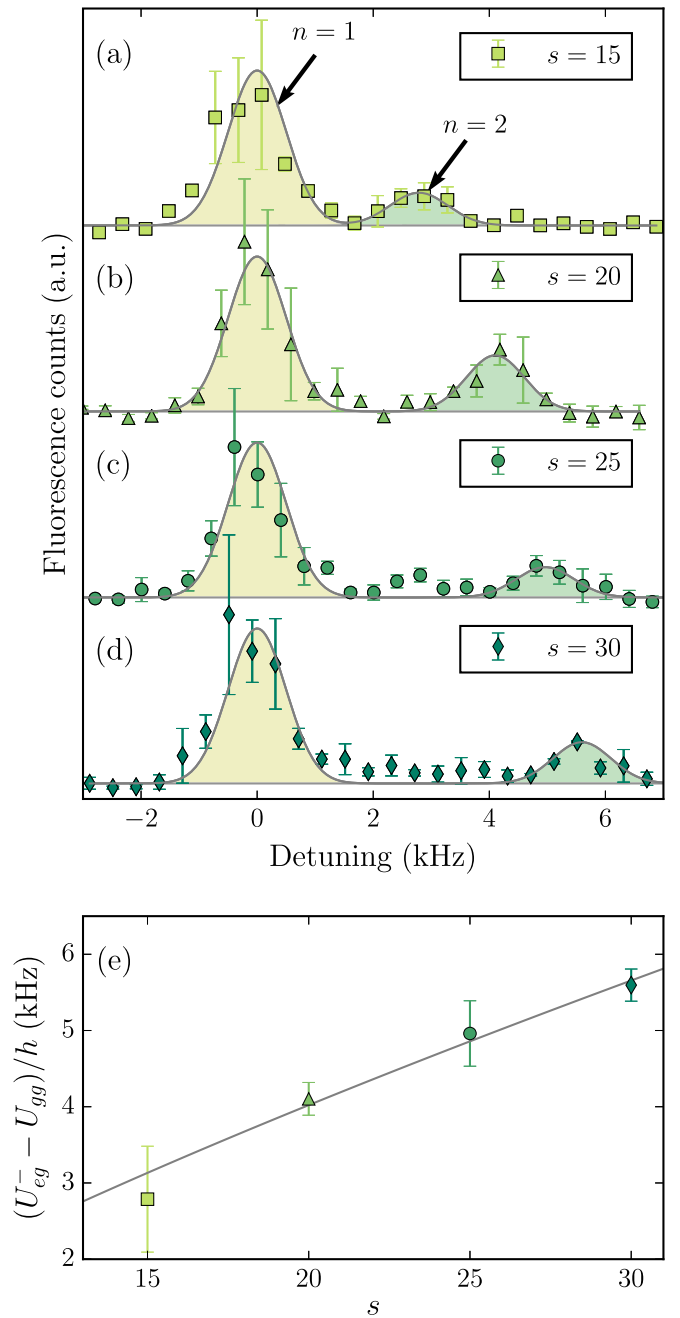 (a)
n = 1
n = 2
s = 15
(b)
s = 20
(c)
s = 25
(d)
s = 30
Fluorescence counts (a.u.)
−2 0 2 4 6
Detuning (kHz)
(e)
6
5
4
3
2
(U⁻eg − Ugg)/h (kHz)
15 20 25 30
s